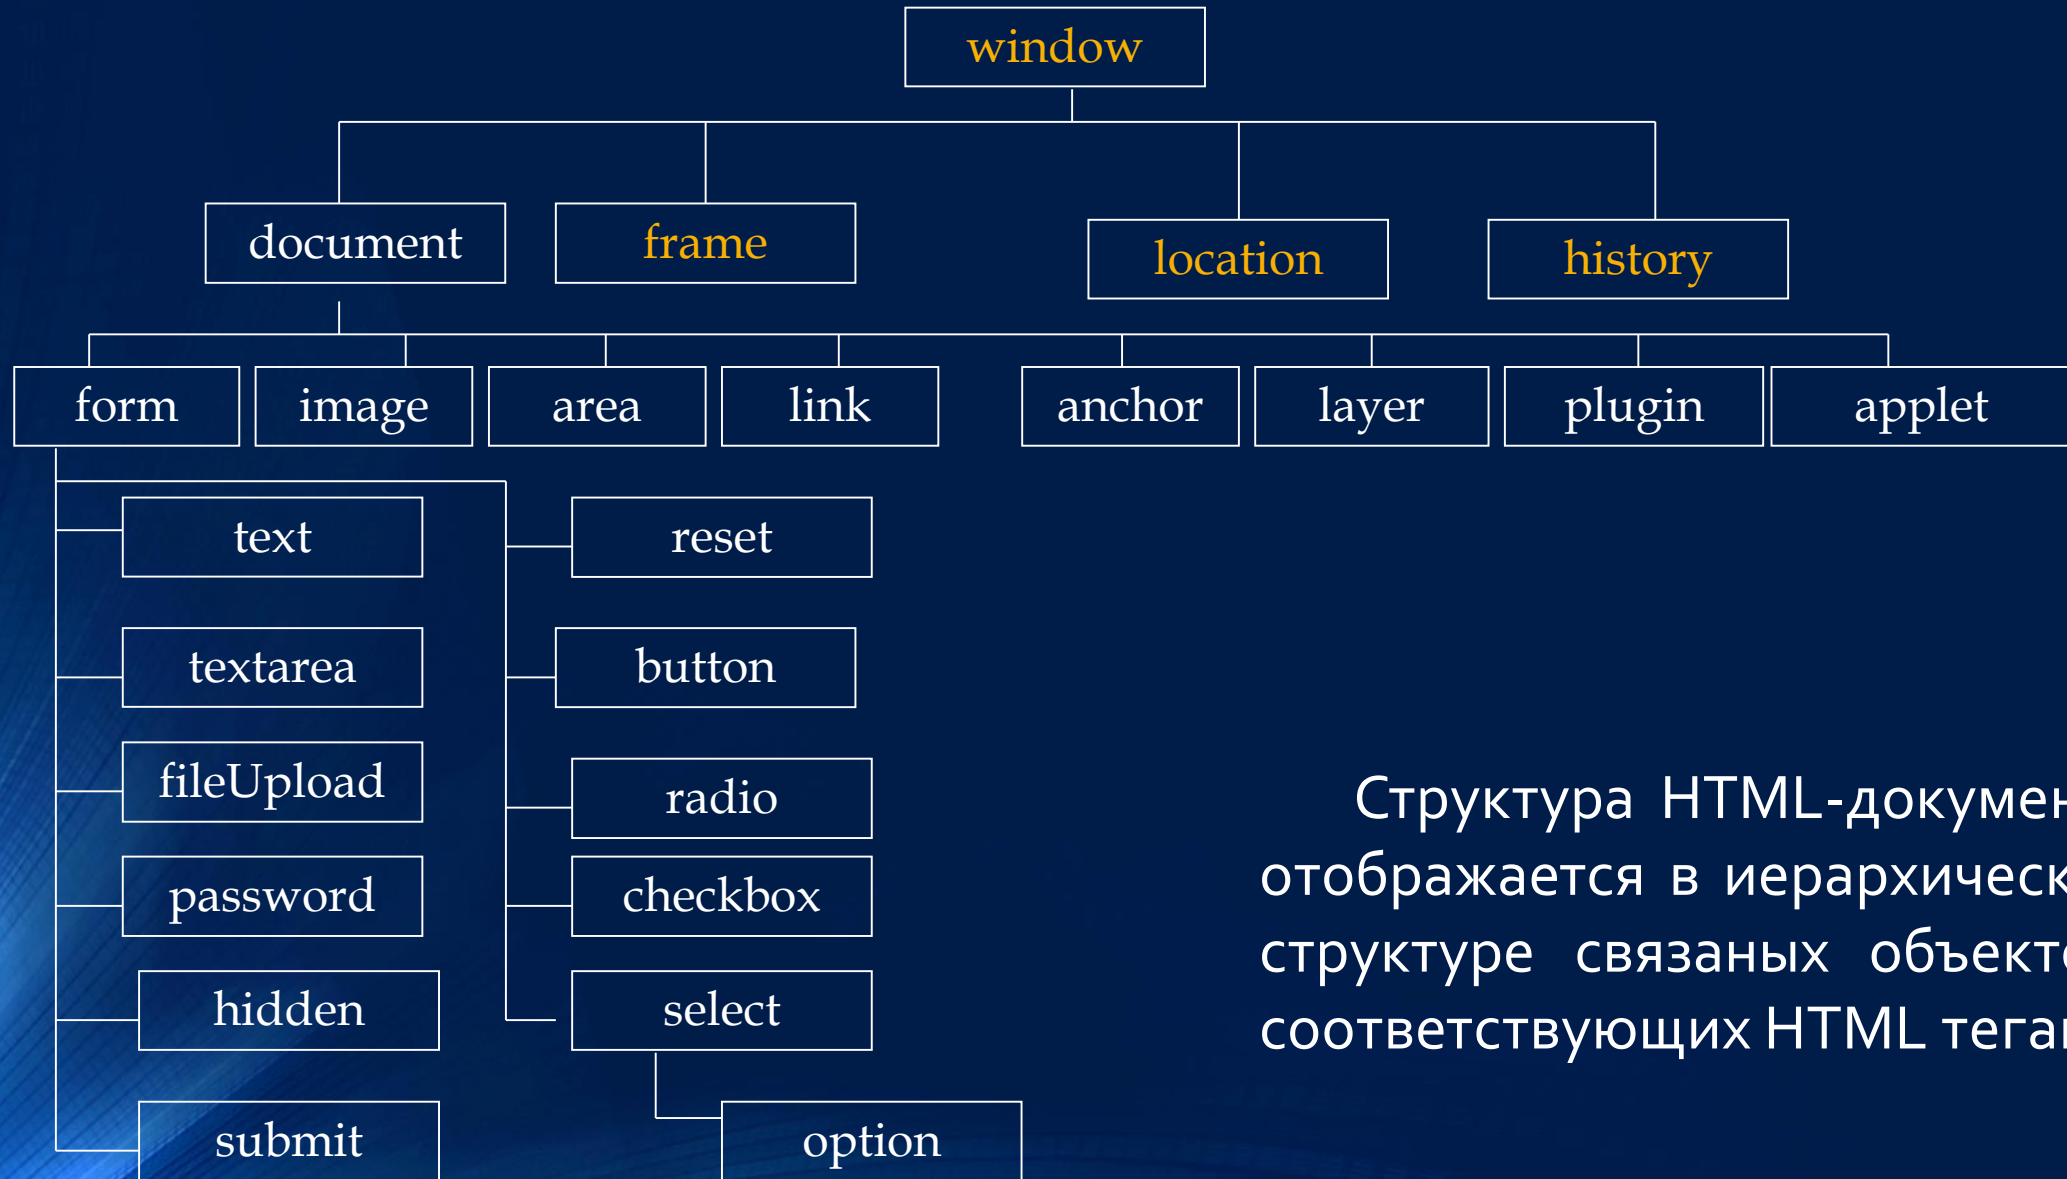 window
document
frame
location
history
form
image
area
link
anchor
layer
plugin
applet
text
reset
textarea
button
fileUpload
radio
password
checkbox
hidden
select
submit
option
Структура HTML-докумен
отображается в иерархическ
структуре связаных объект
соответствующих HTML тега